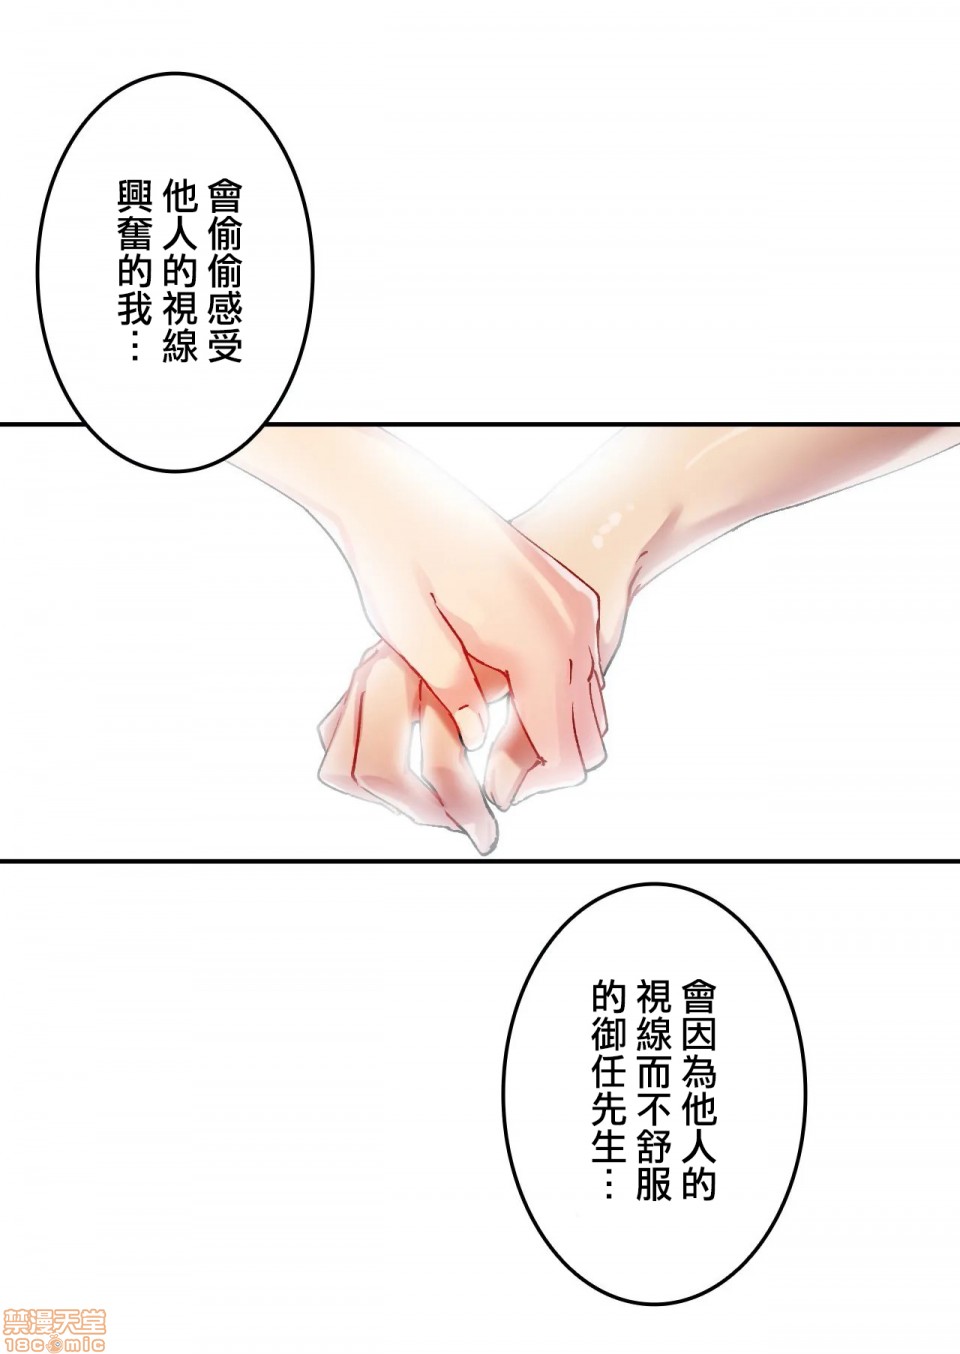 會偷偷感受
他人的視線
興奮的我…
會因為他人的
視線而不舒服
的御任先生…
禁漫天堂
18comic